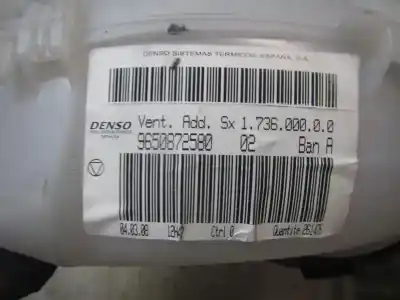 DENSO SISTEMAS TERMICOS ESPAÑA, S.A.
DENSO
Vent. Add. Sx 1.736.000.0.0
9650872580 02 Ban A
04.03.08 Ctrl 0 Quantite